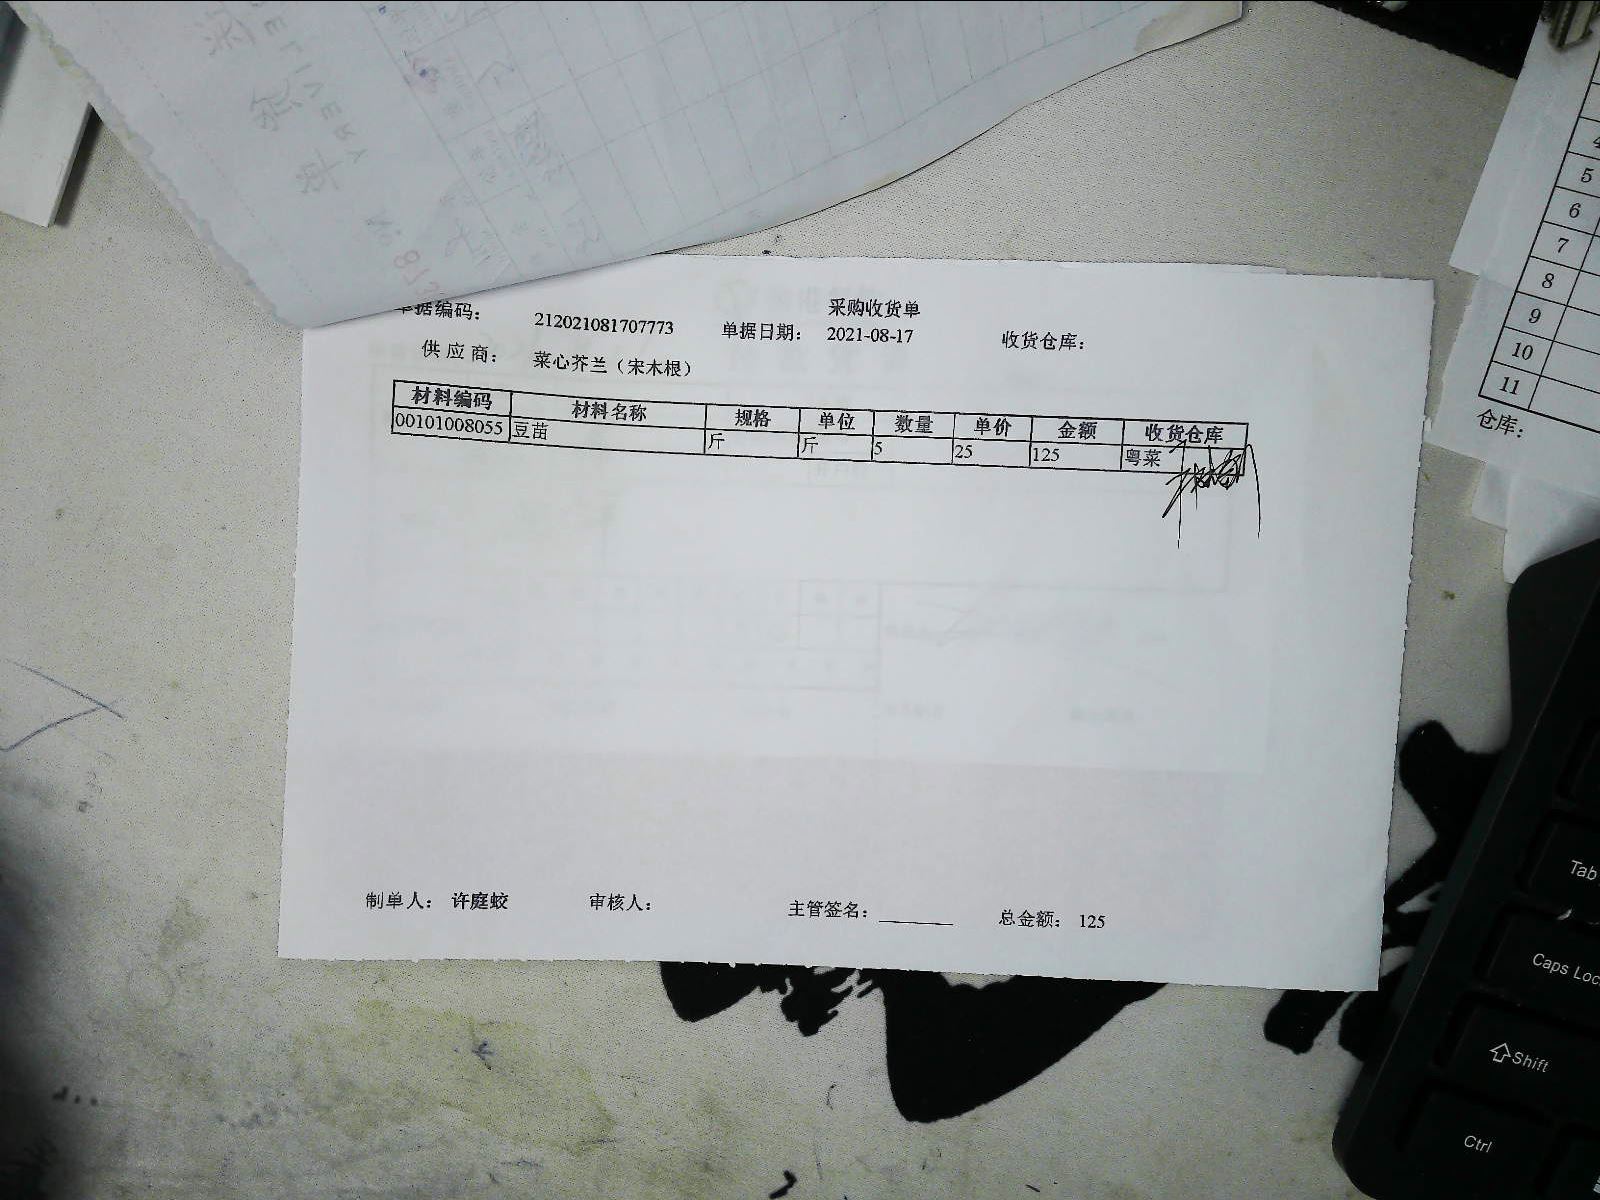 采购收货单
单据编码： 212021081707773 单据日期： 2021-08-17 收货仓库：
供应商： 菜心芥兰（宋木根）
材料编码 材料名称 规格 单位 数量 单价 金额 收货仓库
00101008055 豆苗 斤 斤 5 25 125 粤菜
制单人： 许庭蛟 审核人： 主管签名： 总金额： 125
№ 813
4
5
6
7
8
9
10
11
仓库：
Tab
Caps Loc
Shift
Ctrl